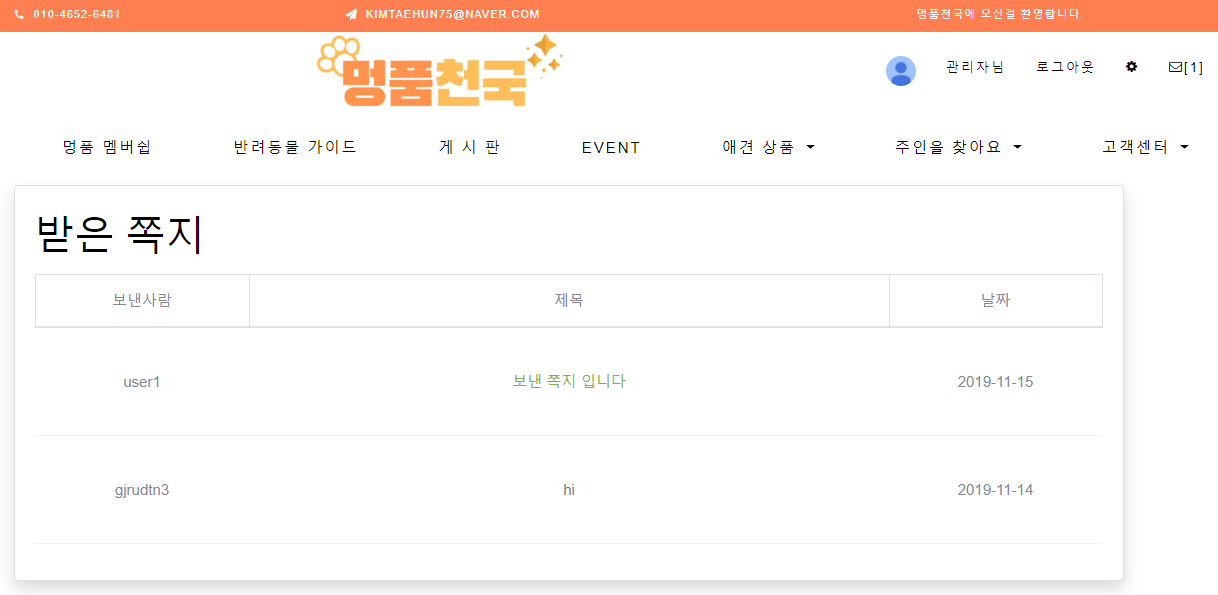 010-4652-6481 KIMTAEHUN75@NAVER.COM 멍품천국에 오신걸 환영합니다.
멍품천국
관리자님 로그아웃 [1]
멍품 멤버쉽 반려동물 가이드 게 시 판 EVENT 애견 상품 주인을 찾아요 고객센터
받은 쪽지
보낸사람 제목 날짜
user1 보낸 쪽지 입니다 2019-11-15
gjrudtn3 hi 2019-11-14